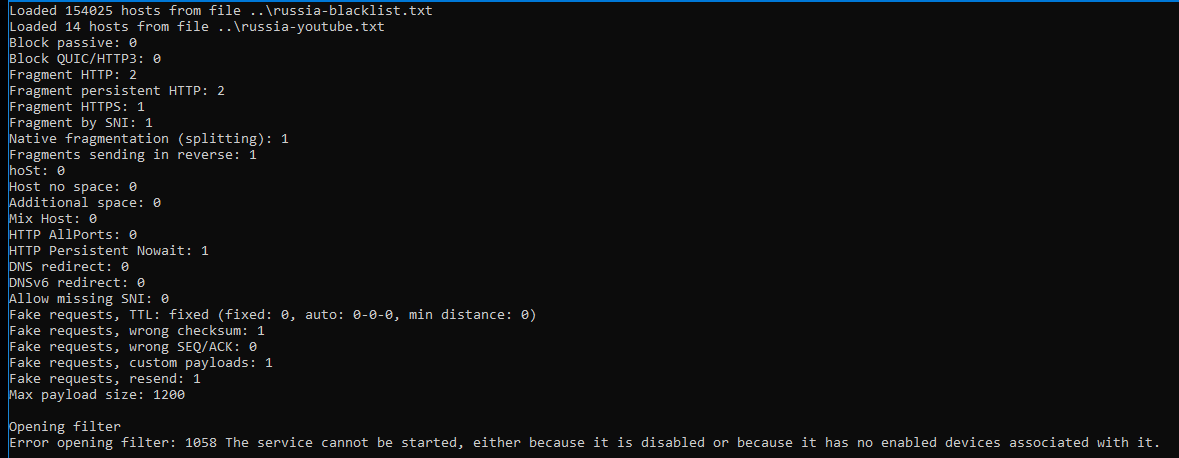 Loaded 154025 hosts from file ..\russia-blacklist.txt
Loaded 14 hosts from file ..\russia-youtube.txt
Block passive: 0
Block QUIC/HTTP3: 0
Fragment HTTP: 2
Fragment persistent HTTP: 2
Fragment HTTPS: 1
Fragment by SNI: 1
Native fragmentation (splitting): 1
Fragments sending in reverse: 1
hoSt: 0
Host no space: 0
Additional space: 0
Mix Host: 0
HTTP AllPorts: 0
HTTP Persistent Nowait: 1
DNS redirect: 0
DNSv6 redirect: 0
Allow missing SNI: 0
Fake requests, TTL: fixed (fixed: 0, auto: 0-0-0, min distance: 0)
Fake requests, wrong checksum: 1
Fake requests, wrong SEQ/ACK: 0
Fake requests, custom payloads: 1
Fake requests, resend: 1
Max payload size: 1200
Opening filter
Error opening filter: 1058 The service cannot be started, either because it is disabled or because it has no enabled devices associated with it.